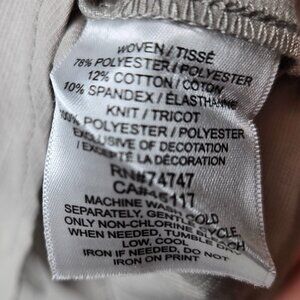 WOVEN / TISSÉ
78% POLYESTER / POLYESTER
12% COTTON / COTON
10% SPANDEX / ÉLASTHANNE
KNIT / TRICOT
POLYESTER / POLYESTER
EXCLUSIVE OF DECORATION
/ EXCEPTÉ LA DÉCORATION
RN#74747
MACHINE WASH
SEPARATELY, GENTLE COLD
ONLY NON-CHLORINE
WHEN NEEDED, TUMBLE DRY
LOW, COOL
IRON IF NEEDED, DO NOT
IRON ON PRINT